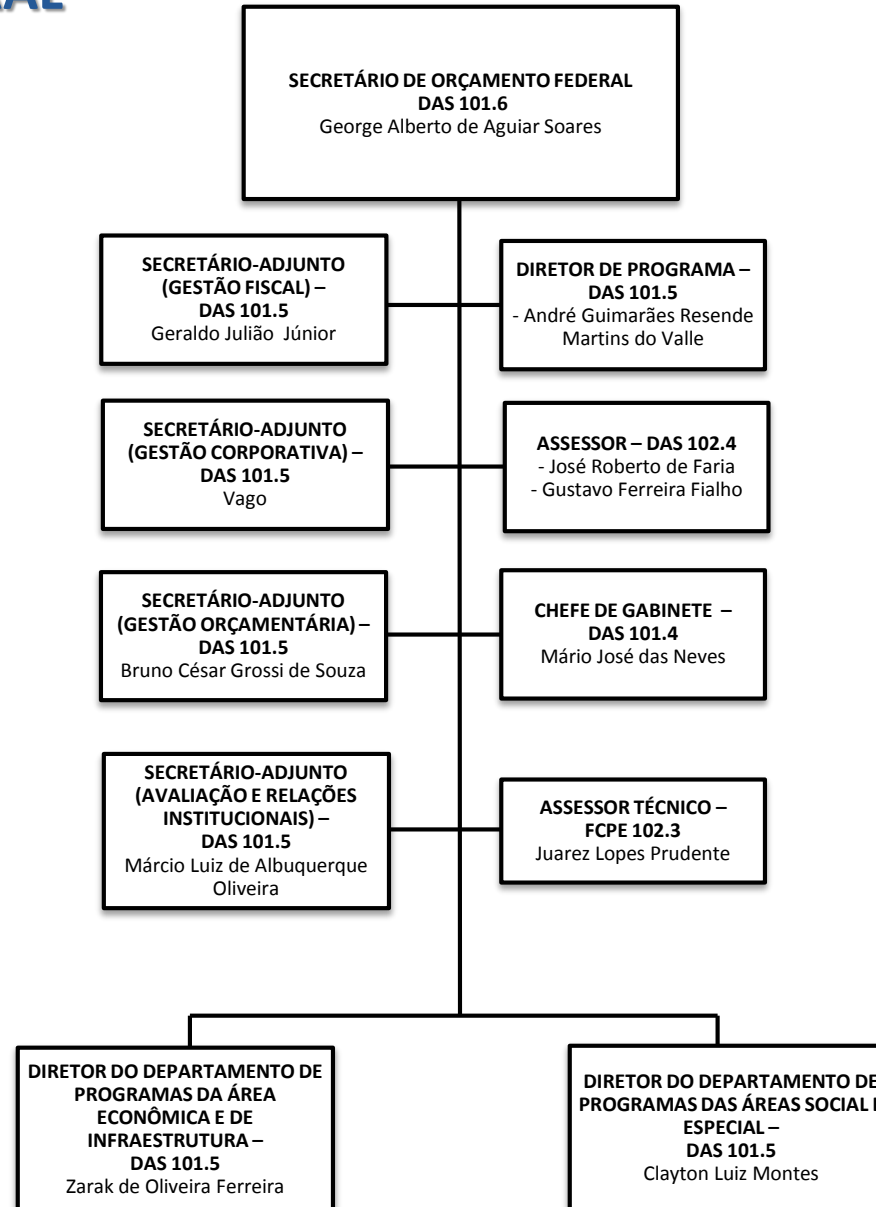 SECRETÁRIO DE ORÇAMENTO FEDERAL
DAS 101.6
George Alberto de Aguiar Soares
SECRETÁRIO-ADJUNTO
(GESTÃO FISCAL) –
DAS 101.5
Geraldo Julião Júnior
DIRETOR DE PROGRAMA –
DAS 101.5
- André Guimarães Resende
Martins do Valle
SECRETÁRIO-ADJUNTO
(GESTÃO CORPORATIVA) –
DAS 101.5
Vago
ASSESSOR – DAS 102.4
- José Roberto de Faria
- Gustavo Ferreira Fialho
SECRETÁRIO-ADJUNTO
(GESTÃO ORÇAMENTÁRIA) –
DAS 101.5
Bruno César Grossi de Souza
CHEFE DE GABINETE –
DAS 101.4
Mário José das Neves
SECRETÁRIO-ADJUNTO
(AVALIAÇÃO E RELAÇÕES
INSTITUCIONAIS) –
DAS 101.5
Márcio Luiz de Albuquerque
Oliveira
ASSESSOR TÉCNICO –
FCPE 102.3
Juarez Lopes Prudente
DIRETOR DO DEPARTAMENTO DE
PROGRAMAS DA ÁREA
ECONÔMICA E DE
INFRAESTRUTURA –
DAS 101.5
Zarak de Oliveira Ferreira
DIRETOR DO DEPARTAMENTO DE
PROGRAMAS DAS ÁREAS SOCIAL E
ESPECIAL –
DAS 101.5
Clayton Luiz Montes